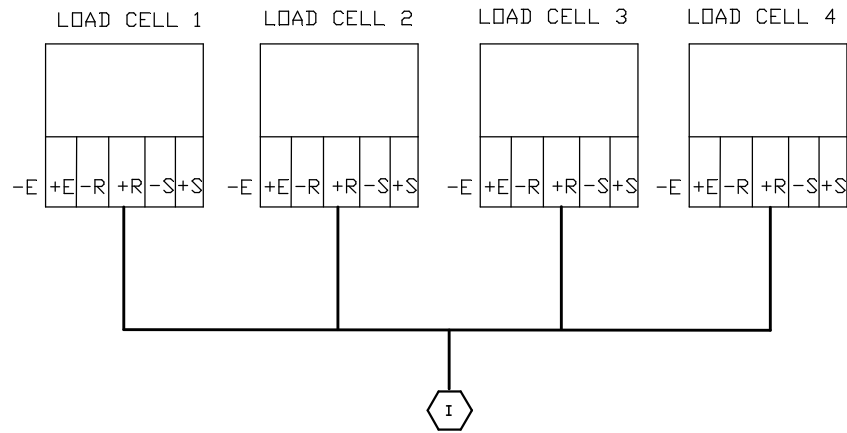 LOAD CELL 1
LOAD CELL 2
LOAD CELL 3
LOAD CELL 4
-E +E -R +R -S +S
-E +E -R +R -S +S
-E +E -R +R -S +S
-E +E -R +R -S +S
I